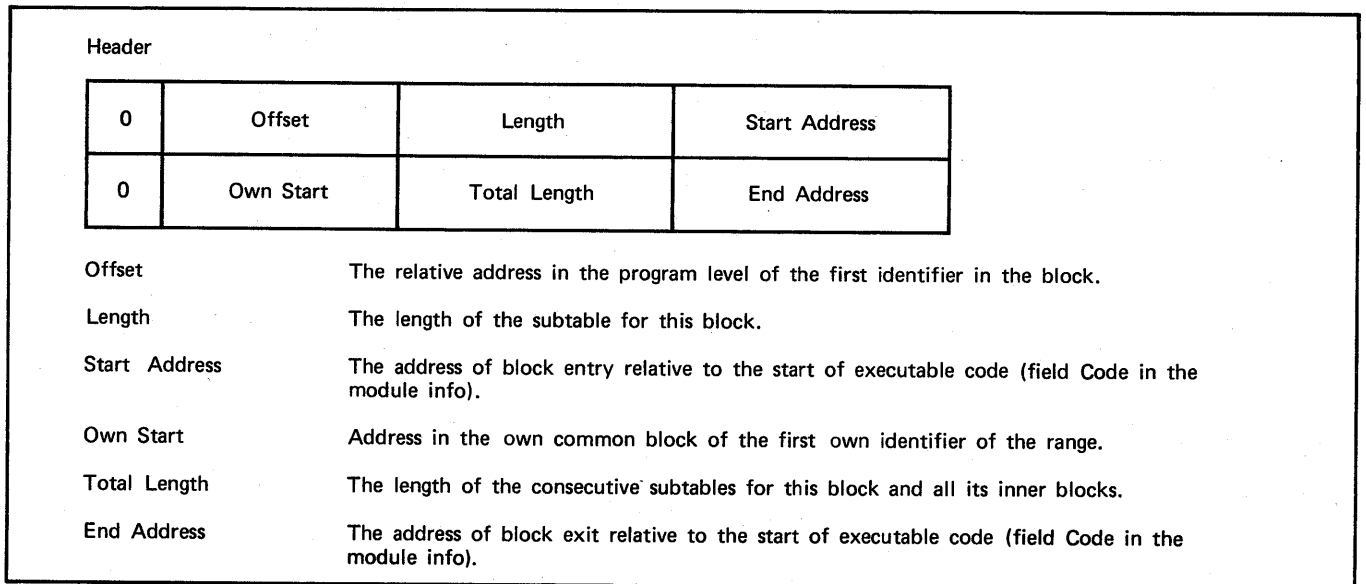 Header
0 Offset Length Start Address
0 Own Start Total Length End Address
Offset The relative address in the program level of the first identifier in the block.
Length The length of the subtable for this block.
Start Address The address of block entry relative to the start of executable code (field Code in the
module info).
Own Start Address in the own common block of the first own identifier of the range.
Total Length The length of the consecutive subtables for this block and all its inner blocks.
End Address The address of block exit relative to the start of executable code (field Code in the
module info).